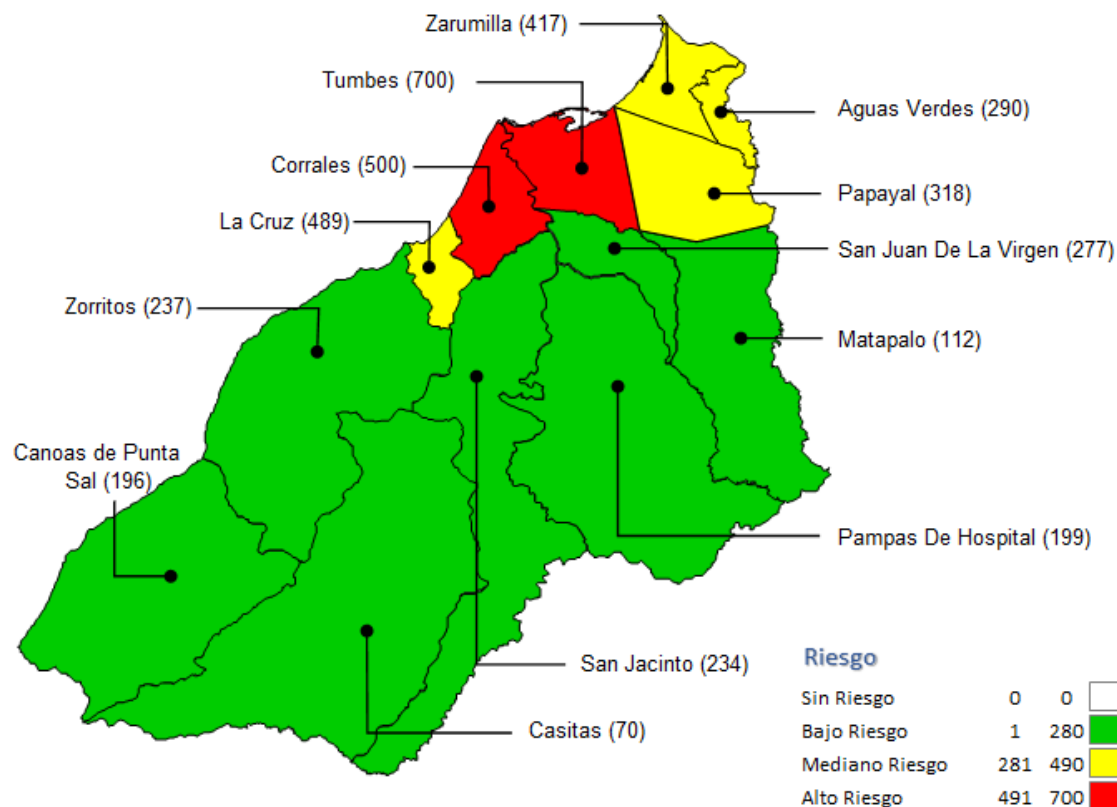 Zarumilla (417)
Tumbes (700)
Aguas Verdes (290)
Corrales (500)
Papayal (318)
La Cruz (489)
San Juan De La Virgen (277)
Zorritos (237)
Matapalo (112)
Canoas de Punta
Sal (196)
Pampas De Hospital (199)
San Jacinto (234)
Casitas (70)
Riesgo
Sin Riesgo 0 0
Bajo Riesgo 1 280
Mediano Riesgo 281 490
Alto Riesgo 491 700